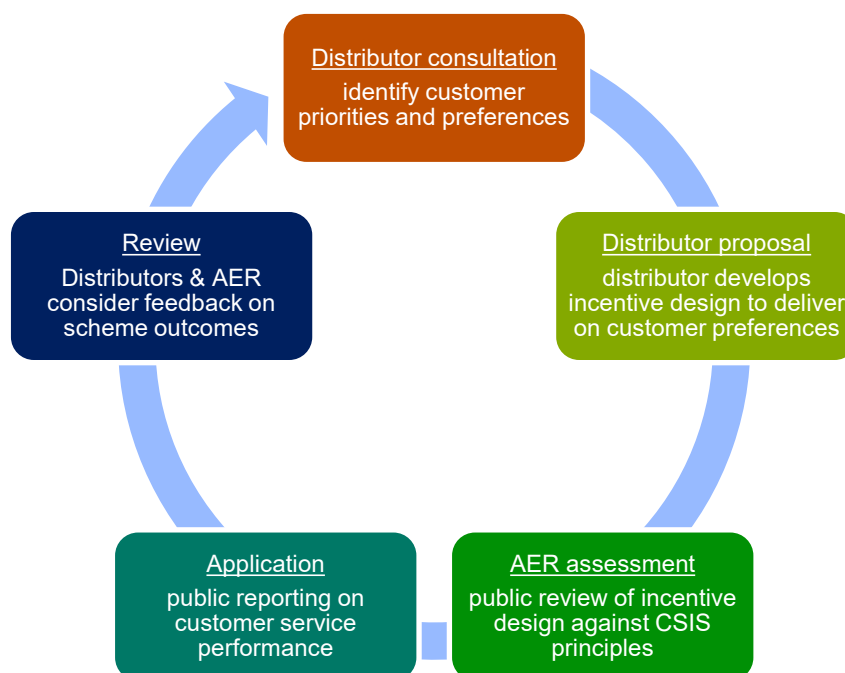 Distributor consultation
identify customer
priorities and preferences
Distributor proposal
distributor develops
incentive design to deliver
on customer preferences
AER assessment
public review of incentive
design against CSIS
principles
Application
public reporting on
customer service
performance
Review
Distributors & AER
consider feedback on
scheme outcomes